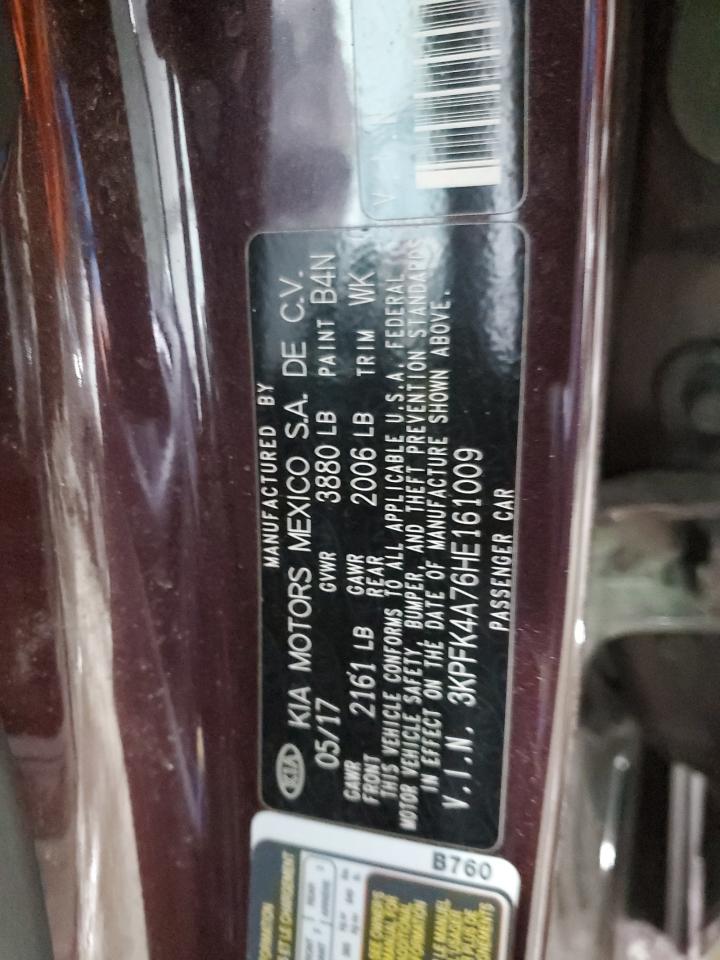 V.I.N
MANUFACTURED BY
KIA KIA MOTORS MEXICO S.A. DE C.V.
05/17 GVWR 3880 LB PAINT B4N
GAWR FRONT 2161 LB GAWR REAR 2006 LB TRIM WK
THIS VEHICLE CONFORMS TO ALL APPLICABLE U.S.A. FEDERAL
MOTOR VEHICLE SAFETY, BUMPER, AND THEFT PREVENTION STANDARDS
IN EFFECT ON THE DATE OF MANUFACTURE SHOWN ABOVE.
V.I.N. 3KPFK4A76HE161009
PASSENGER CAR
B760